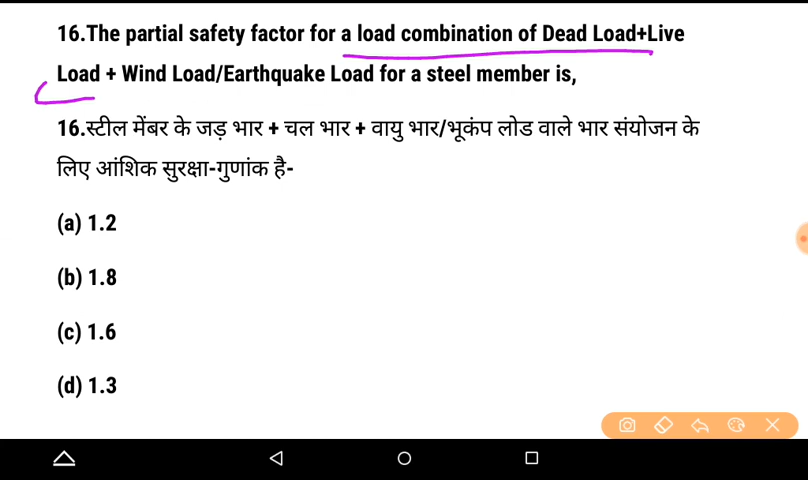 16.The partial safety factor for a load combination of Dead Load+Live
Load + Wind Load/Earthquake Load for a steel member is,
16.स्टील मेंबर के जड़ भार + चल भार + वायु भार/भूकंप लोड वाले भार संयोजन के
लिए आंशिक सुरक्षा-गुणांक है-
(a) 1.2
(b) 1.8
(c) 1.6
(d) 1.3